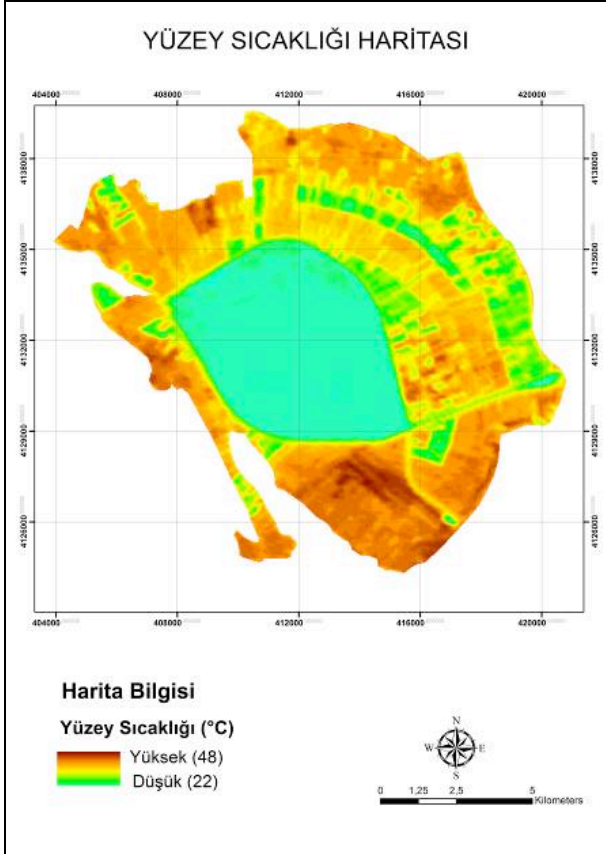 YÜZEY SICAKLIĞI HARİTASI
404000 408000 412000 416000 420000
4138000 4138000
4135000 4135000
4132000 4132000
4129000 4129000
4126000 4126000
404000 408000 412000 416000 420000
Harita Bilgisi
Yüzey Sıcaklığı (°C)
Yüksek (48)
Düşük (22)
N
W E
S
0 1,25 2,5 5
Kilometers